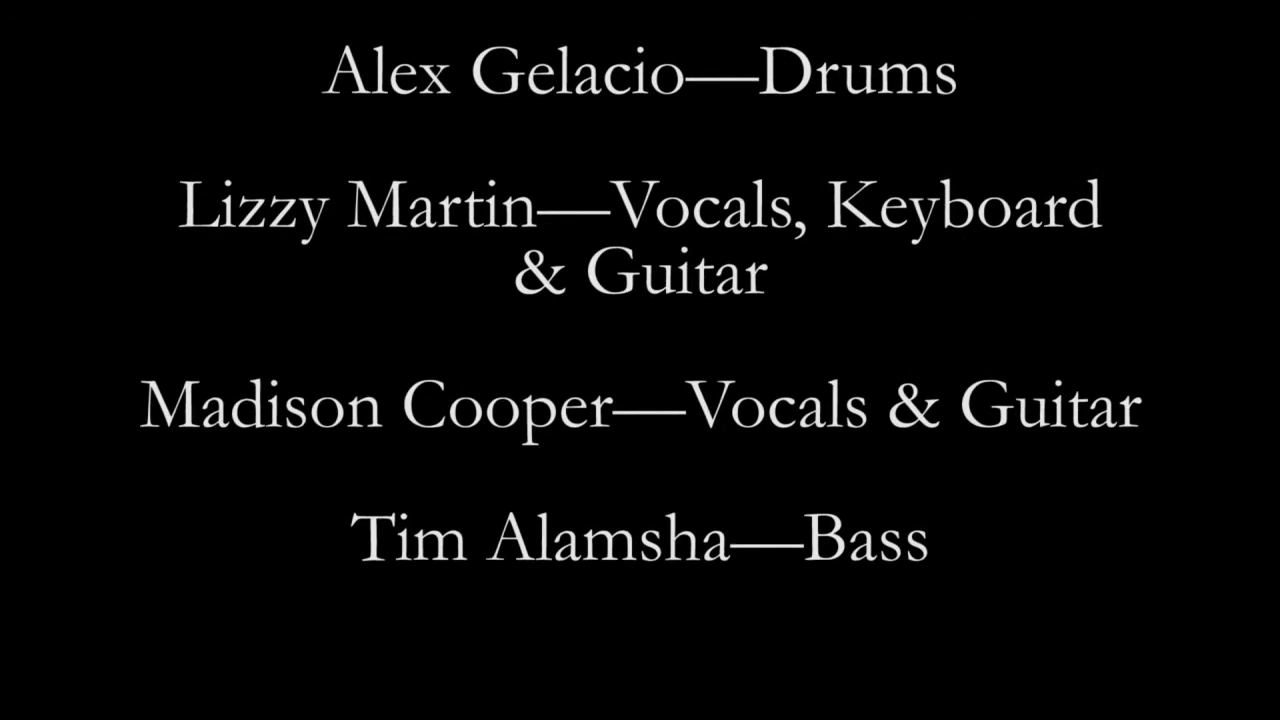 Alex Gelacio—Drums
Lizzy Martin—Vocals, Keyboard
& Guitar
Madison Cooper—Vocals & Guitar
Tim Alamsha—Bass